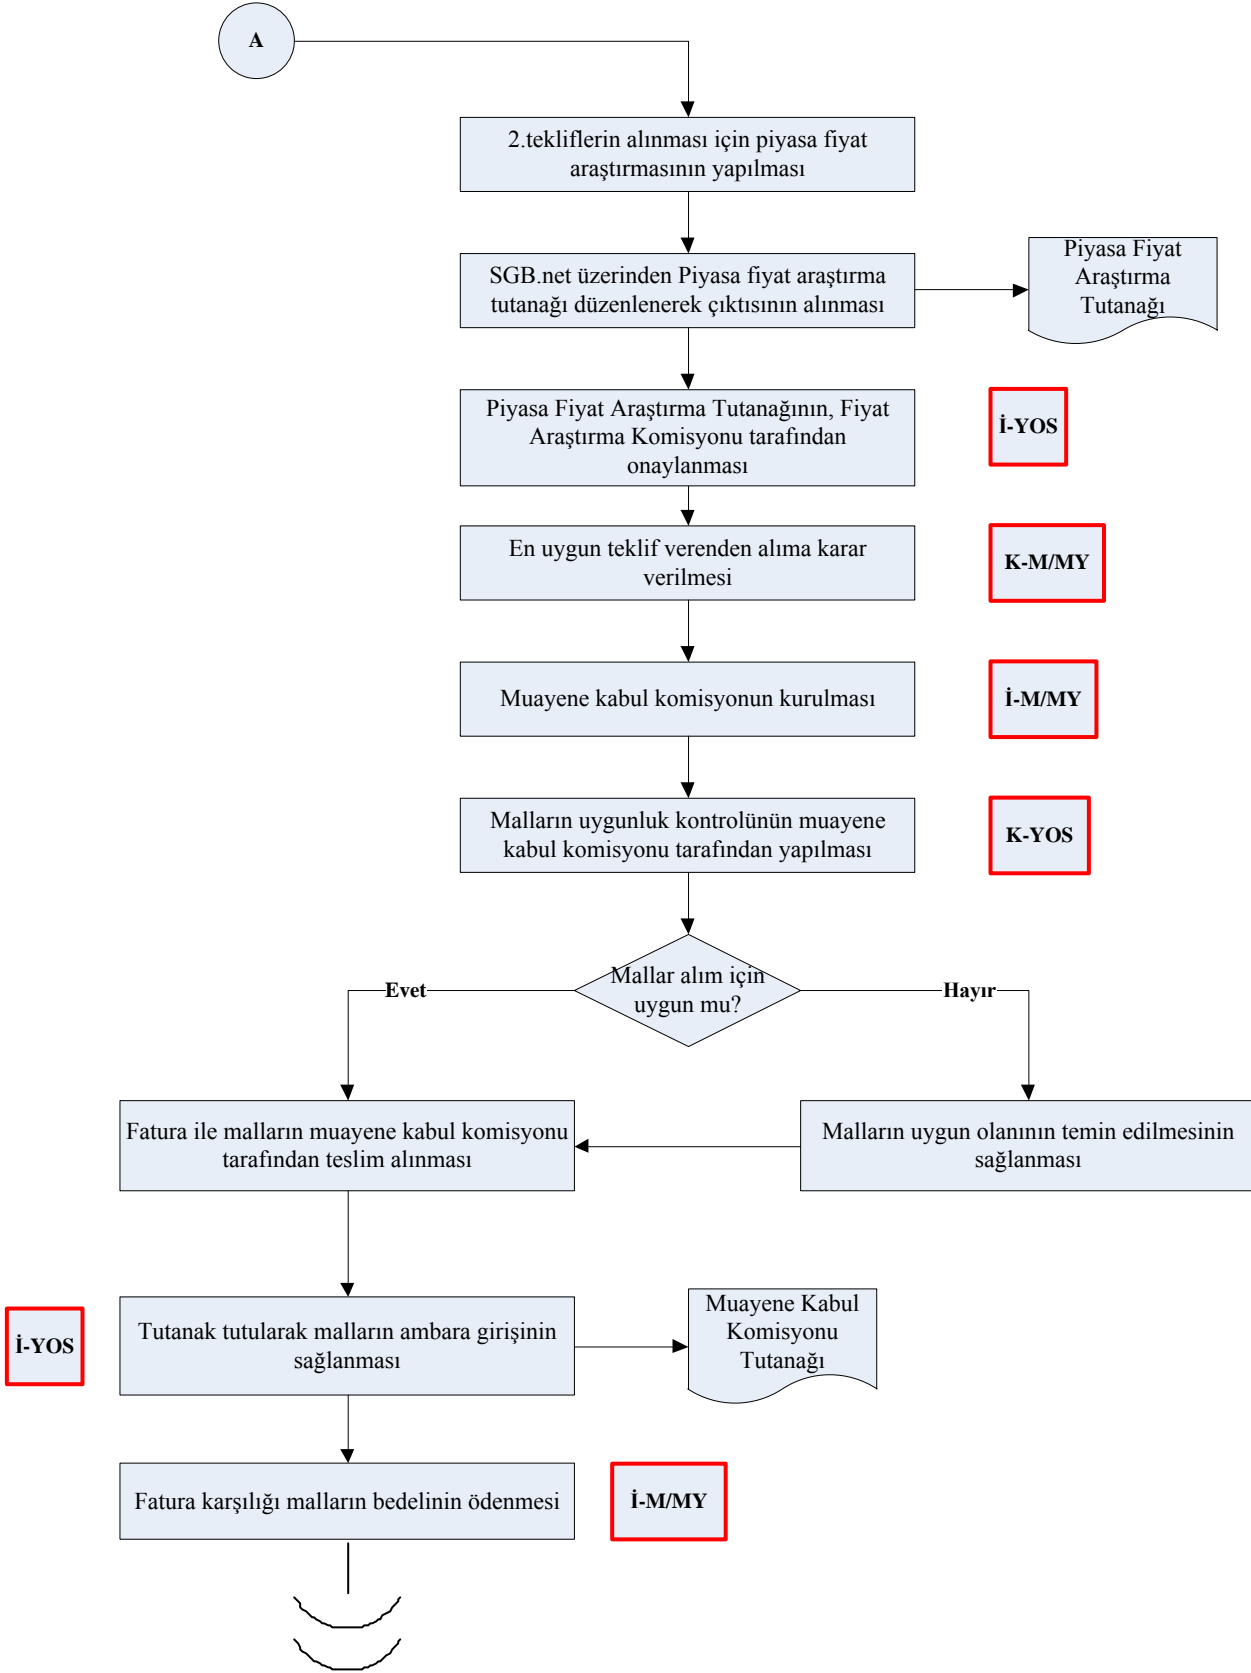 A
2.tekliflerin alınması için piyasa fiyat
araştırmasının yapılması
SGB.net üzerinden Piyasa fiyat araştırma
tutanağı düzenlenerek çıktısının alınması
Piyasa Fiyat
Araştırma
Tutanağı
Piyasa Fiyat Araştırma Tutanağının, Fiyat
Araştırma Komisyonu tarafından
onaylanması
İ-YOS
En uygun teklif verenden alıma karar
verilmesi
K-M/MY
Muayene kabul komisyonun kurulması
İ-M/MY
Malların uygunluk kontrolünün muayene
kabul komisyonu tarafından yapılması
K-YOS
Mallar alım için
uygun mu?
Evet
Hayır
Fatura ile malların muayene kabul komisyonu
tarafından teslim alınması
Malların uygun olanının temin edilmesinin
sağlanması
İ-YOS
Tutanak tutularak malların ambara girişinin
sağlanması
Muayene Kabul
Komisyonu
Tutanağı
Fatura karşılığı malların bedelinin ödenmesi
İ-M/MY